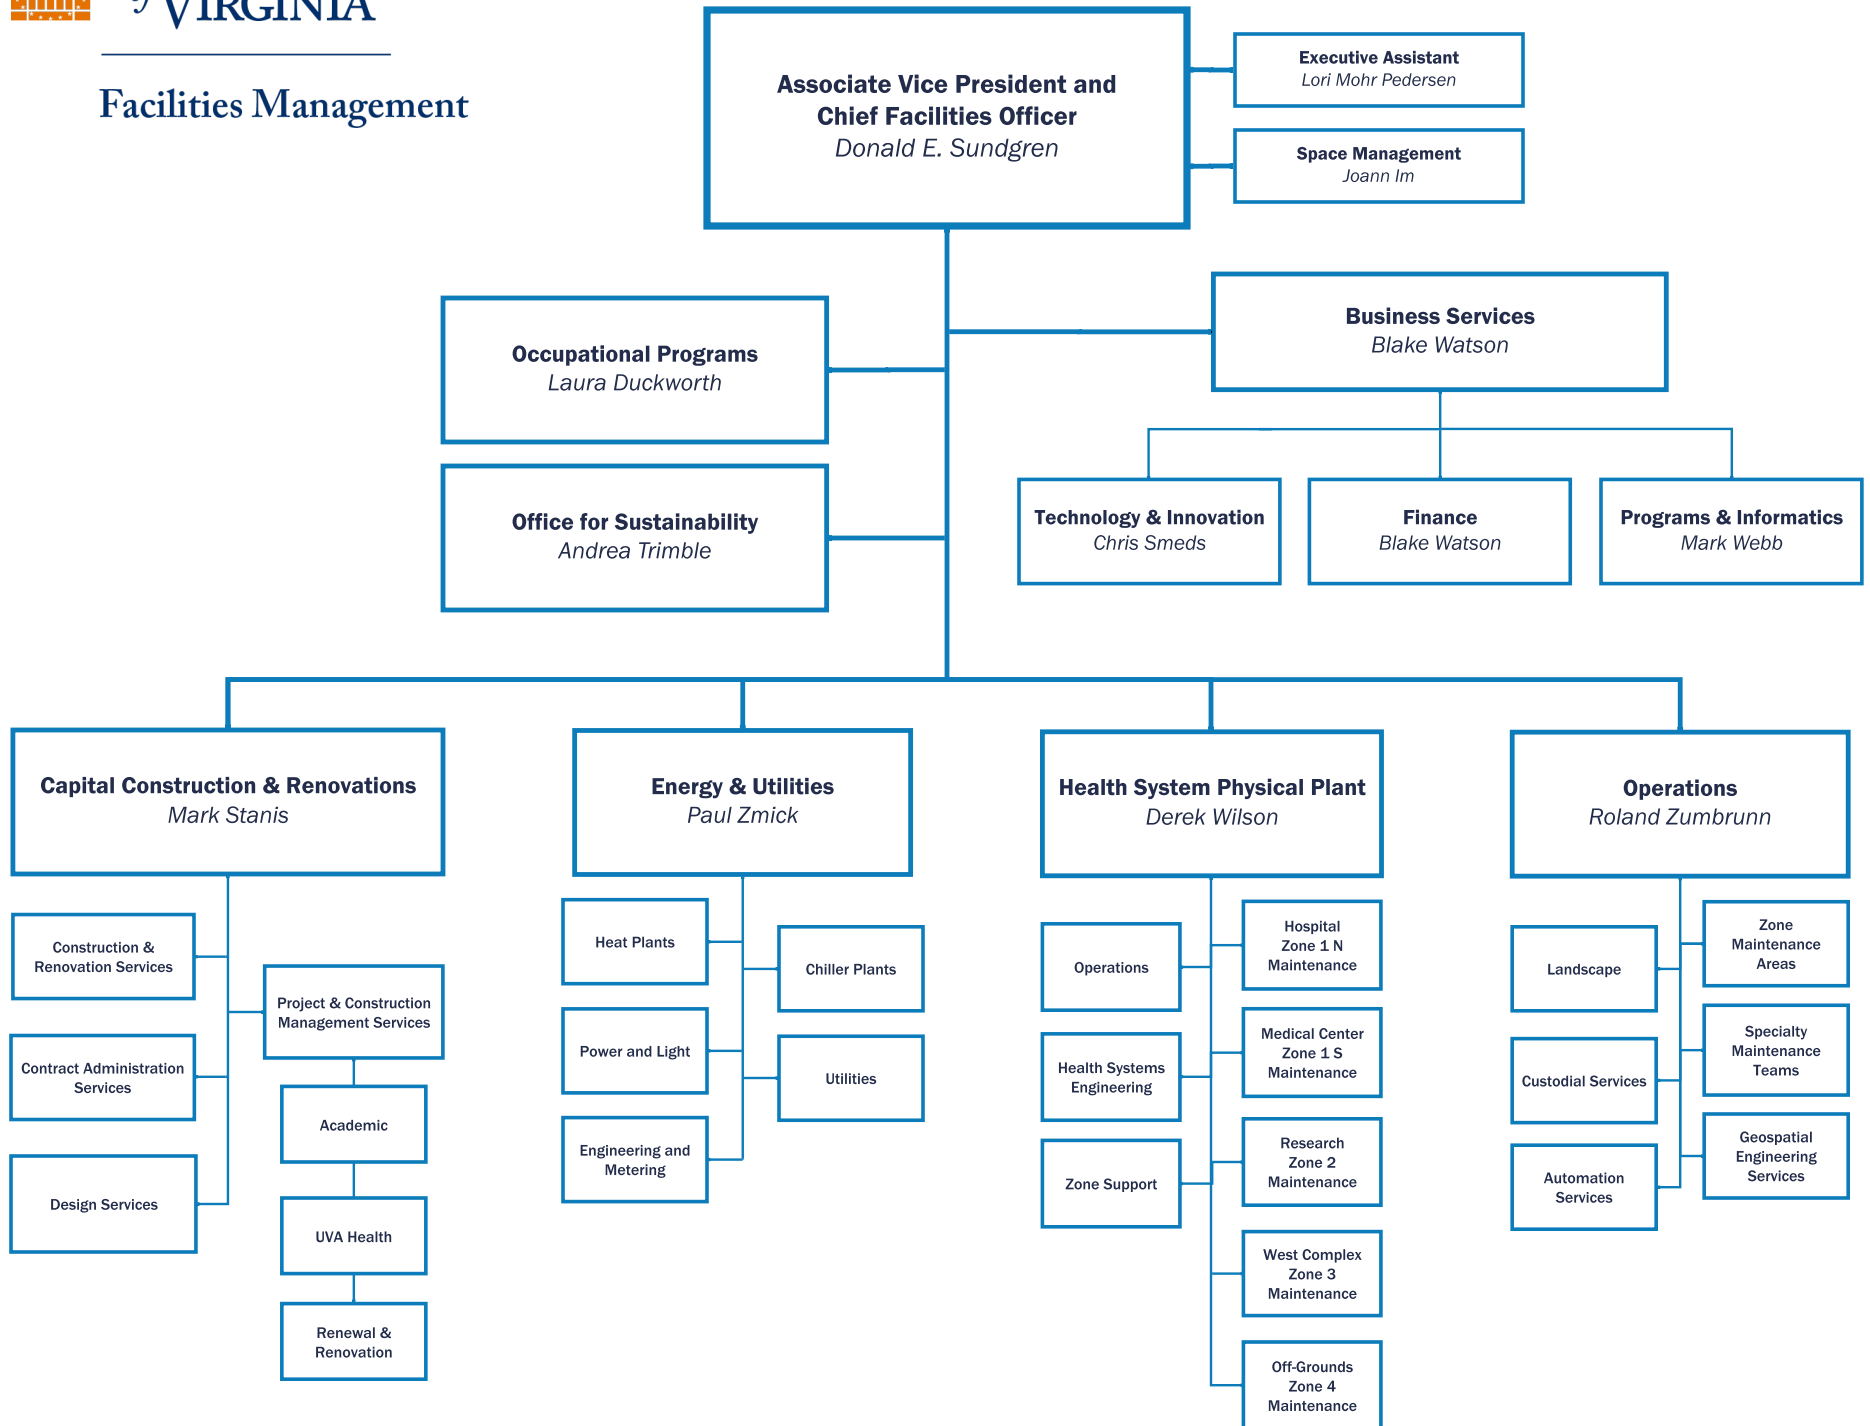 of VIRGINIA
Facilities Management
Associate Vice President and
Chief Facilities Officer
Donald E. Sundgren
Executive Assistant
Lori Mohr Pedersen
Space Management
Joann Im
Occupational Programs
Laura Duckworth
Business Services
Blake Watson
Office for Sustainability
Andrea Trimble
Technology & Innovation
Chris Smeds
Finance
Blake Watson
Programs & Informatics
Mark Webb
Capital Construction & Renovations
Mark Stanis
Energy & Utilities
Paul Zmick
Health System Physical Plant
Derek Wilson
Operations
Roland Zumbrunn
Construction &
Renovation Services
Project & Construction
Management Services
Contract Administration
Services
Academic
Design Services
UVA Health
Renewal &
Renovation
Heat Plants
Chiller Plants
Power and Light
Utilities
Engineering and
Metering
Hospital
Zone 1 N
Maintenance
Operations
Medical Center
Zone 1 S
Maintenance
Health Systems
Engineering
Research
Zone 2
Maintenance
Zone Support
West Complex
Zone 3
Maintenance
Off-Grounds
Zone 4
Maintenance
Zone
Maintenance
Areas
Landscape
Specialty
Maintenance
Teams
Custodial Services
Geospatial
Engineering
Services
Automation
Services